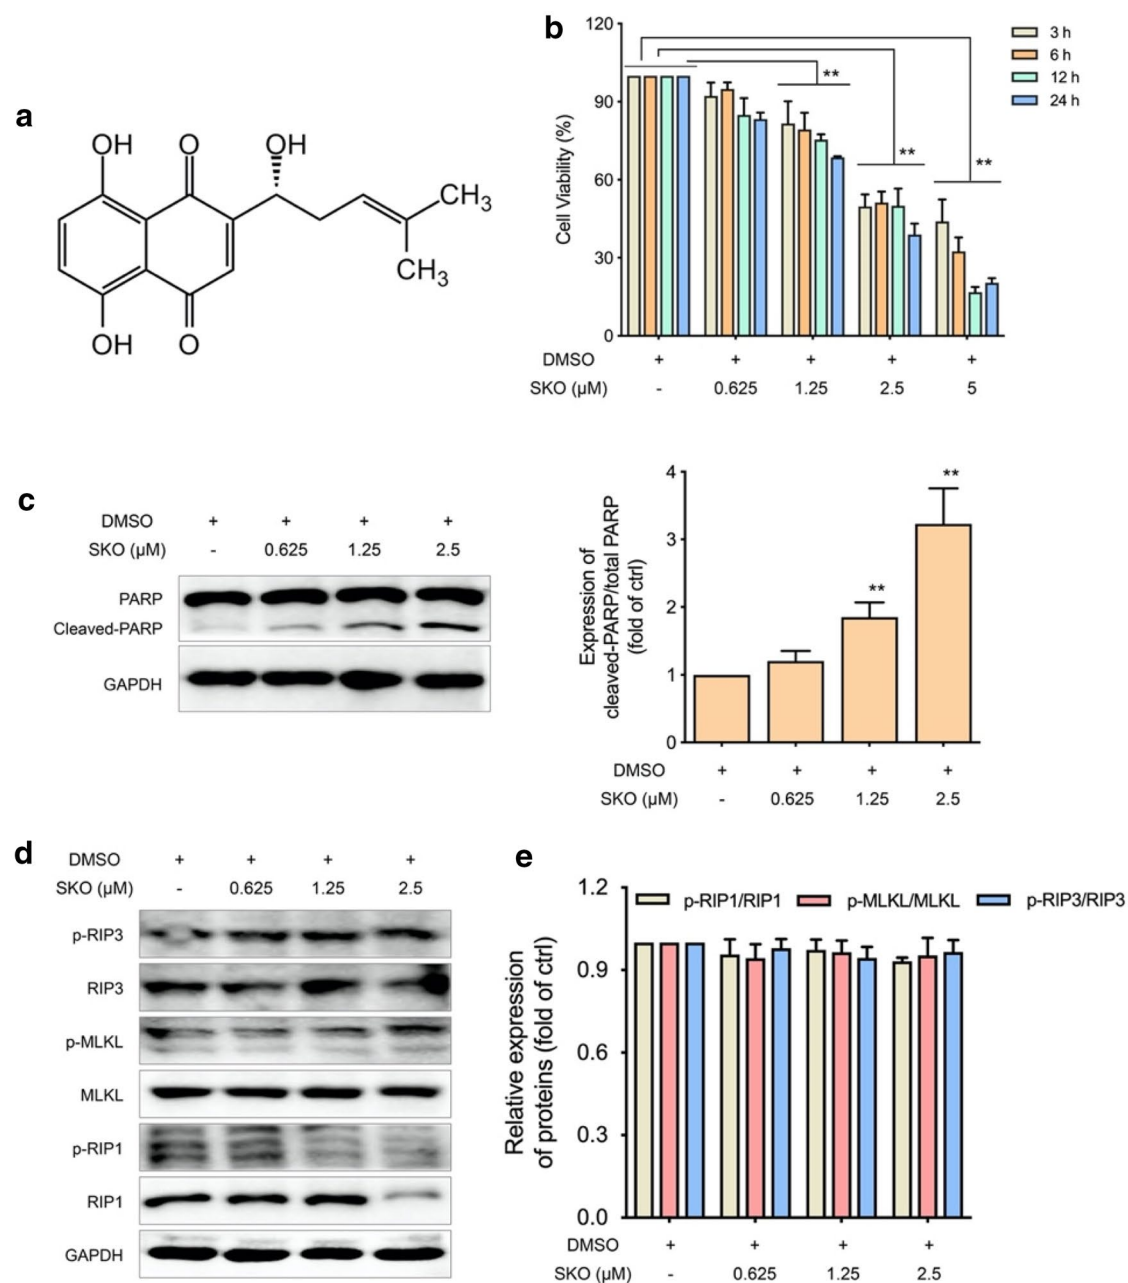 a
OH
O
OH
CH3
CH3
OH
O
b
120
90
60
30
0
Cell Viability (%)
** ** **
3 h
6 h
12 h
24 h
DMSO + + + + +
SKO (μM) - 0.625 1.25 2.5 5
c
DMSO + + + +
SKO (μM) - 0.625 1.25 2.5
PARP
Cleaved-PARP
GAPDH
4
3
2
1
0
Expression of
cleaved-PARP/total PARP
(fold of ctrl)
** **
DMSO + + + +
SKO (μM) - 0.625 1.25 2.5
d
DMSO + + + +
SKO (μM) - 0.625 1.25 2.5
p-RIP3
RIP3
p-MLKL
MLKL
p-RIP1
RIP1
GAPDH
e
1.2
0.9
0.6
0.3
0.0
Relative expression
of proteins (fold of ctrl)
p-RIP1/RIP1 p-MLKL/MLKL p-RIP3/RIP3
DMSO + + + +
SKO (μM) - 0.625 1.25 2.5